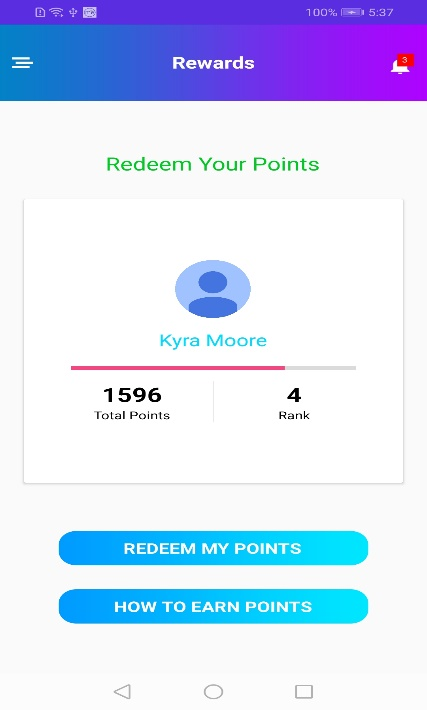 100% 5:37
Rewards
3
Redeem Your Points
Kyra Moore
1596 4
Total Points Rank
REDEEM MY POINTS
HOW TO EARN POINTS